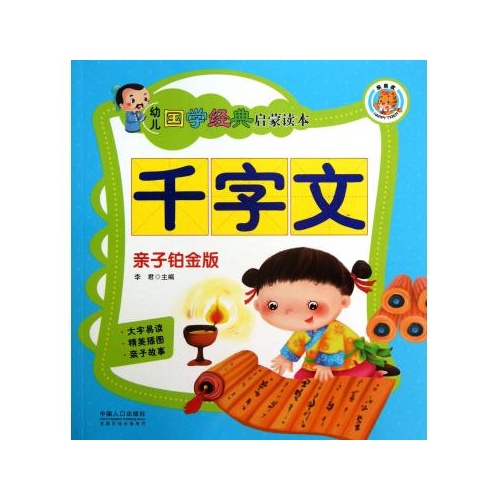 幼儿国学经典启蒙读本
千字文
亲子铂金版
李 君 主编
·大字易读
·精美插图
·亲子故事
中国人口出版社